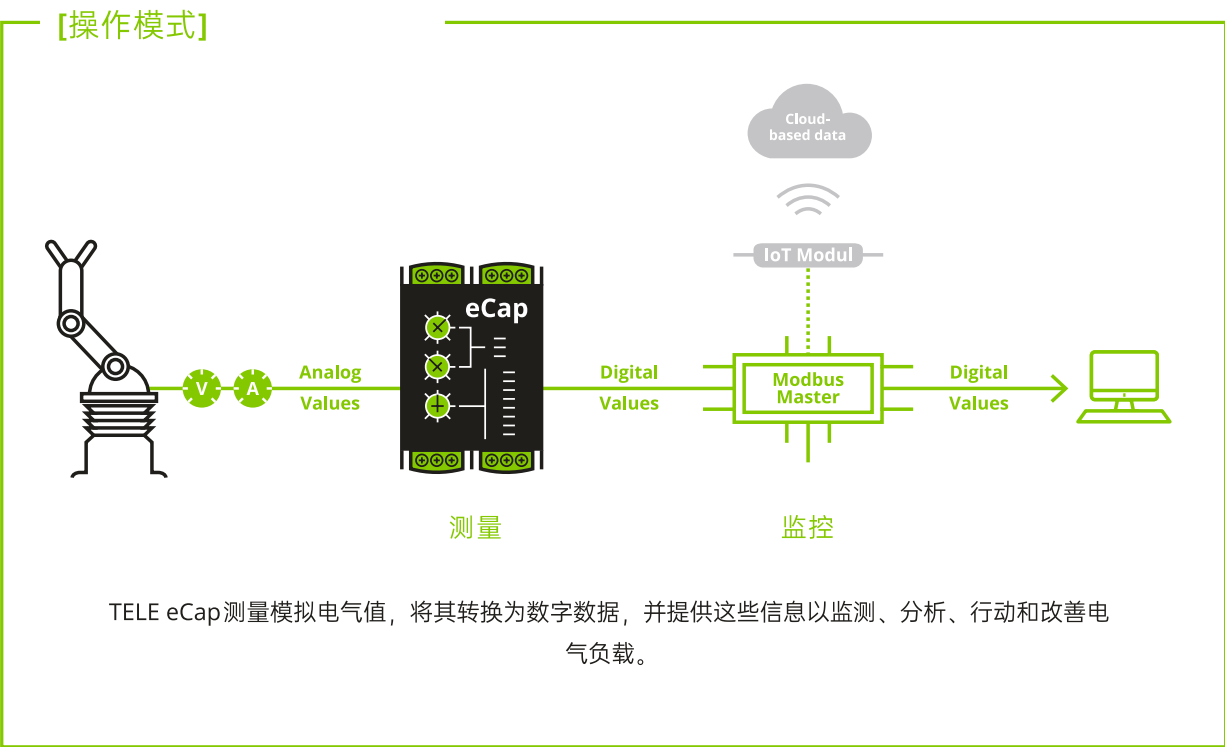 [操作模式]
Cloud-
based data
IoT Modul
eCap
V
A
Analog
Values
Digital
Values
Modbus
Master
Digital
Values
测量
监控
TELE eCap测量模拟电气值，将其转换为数字数据，并提供这些信息以监测、分析、行动和改善电
气负载。